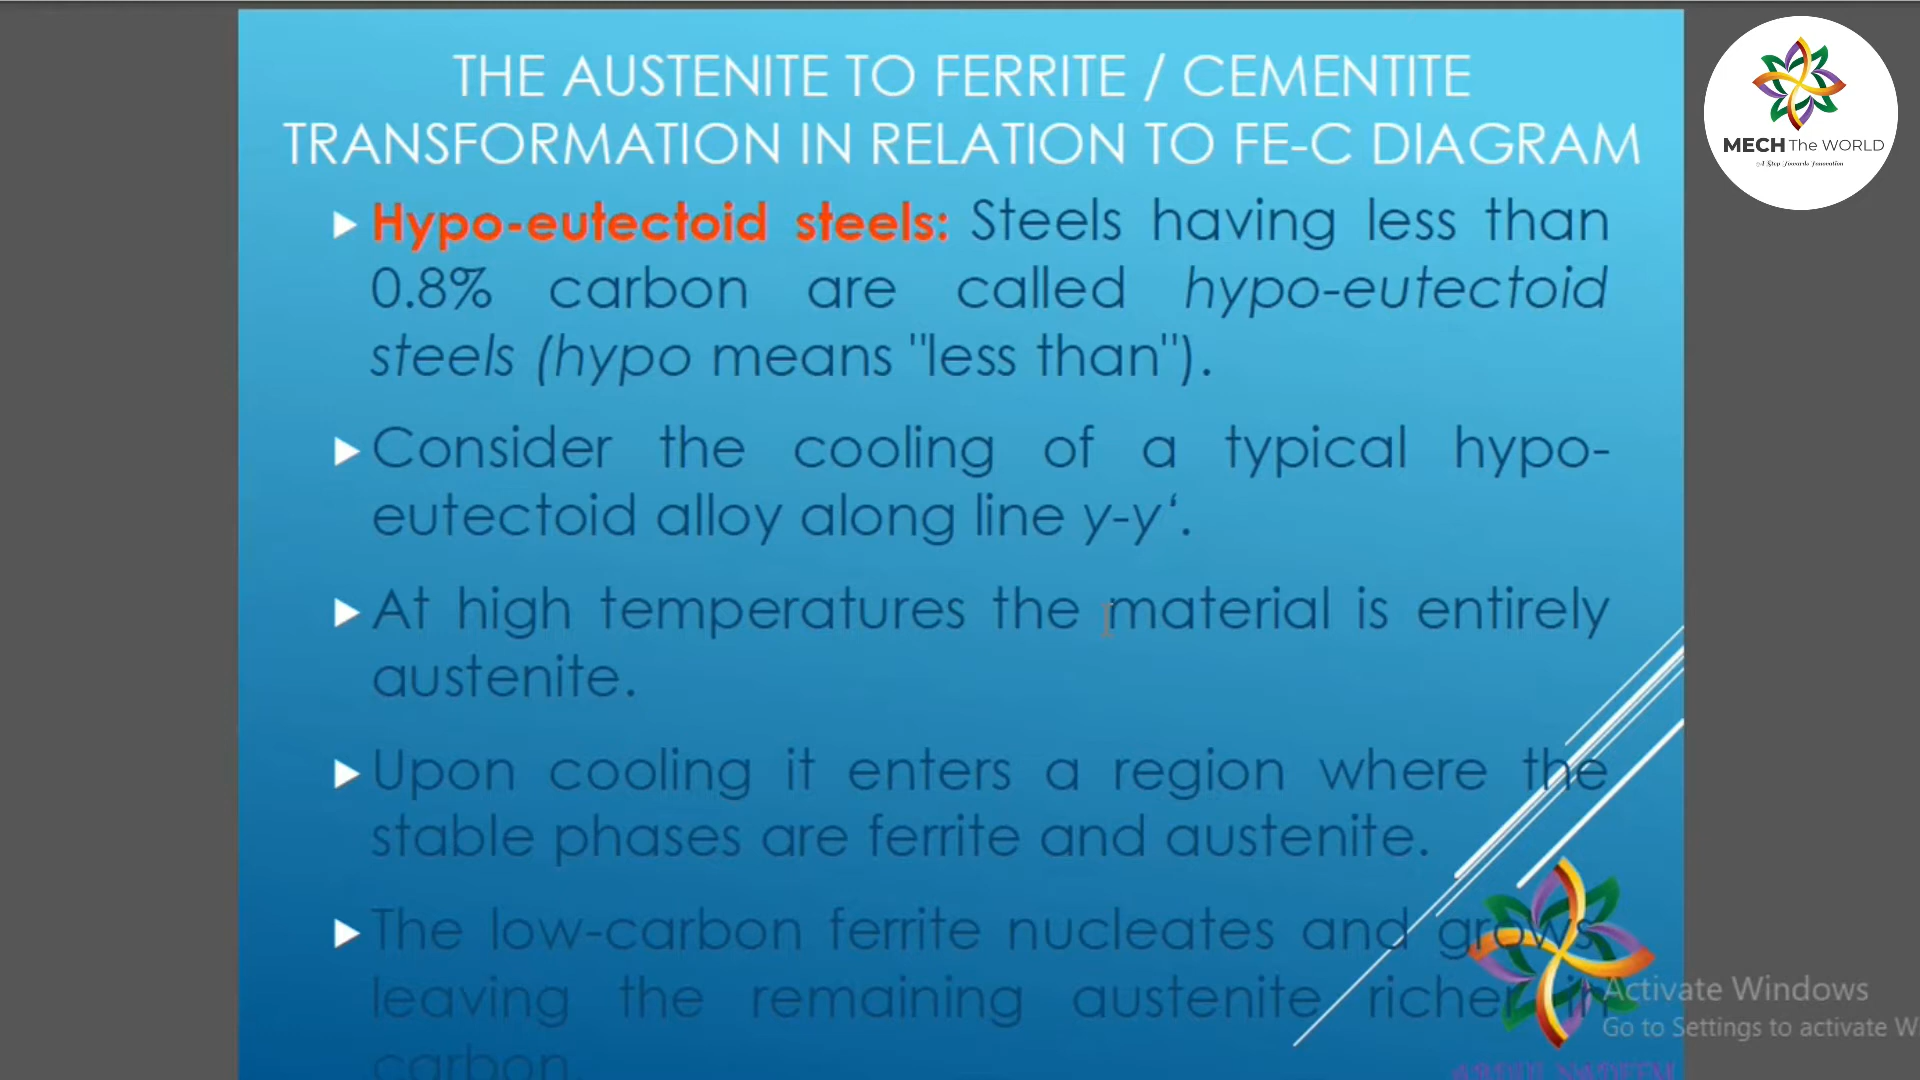 THE AUSTENITE TO FERRITE / CEMENTITE
TRANSFORMATION IN RELATION TO FE-C DIAGRAM
Hypo-eutectoid steels: Steels having less than
0.8% carbon are called hypo-eutectoid
steels (hypo means "less than").
Consider the cooling of a typical hypo-
eutectoid alloy along line y-y‘.
At high temperatures the material is entirely
austenite.
Upon cooling it enters a region where the
stable phases are ferrite and austenite.
The low-carbon ferrite nucleates and grows,
leaving the remaining austenite richer in
carbon.
MECH The WORLD
A Step Towards Innovation
Activate Windows
Go to Settings to activate W